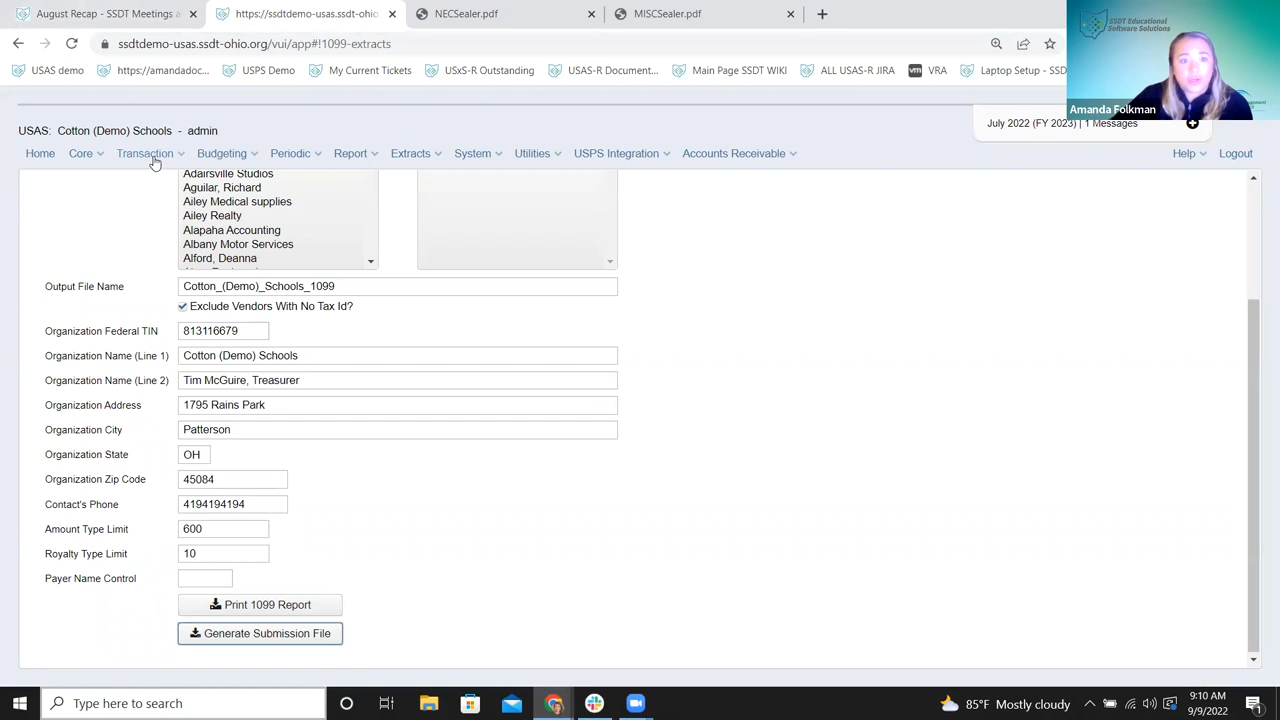 August Recap - SSDT Meetings a
https://ssdtdemo-usas.ssdt-ohio.
NECSealer.pdf
MISCSealer.pdf
ssdtdemo-usas.ssdt-ohio.org/vui/app#!1099-extracts
USAS demo
https://amandadoc...
USPS Demo
My Current Tickets
USxS-R Outstanding
USAS-R Document...
Main Page SSDT WIKI
ALL USAS-R JIRA
vm VRA
Laptop Setup - SSD
SSDT Educational
Software Solutions
Amanda Folkman
USAS: Cotton (Demo) Schools - admin
July 2022 (FY 2023) | 1 Messages
Home Core Transaction Budgeting Periodic Report Extracts System Utilities USPS Integration Accounts Receivable Help Logout
Adairsville Studios
Aguilar, Richard
Ailey Medical supplies
Ailey Realty
Alapaha Accounting
Albany Motor Services
Alford, Deanna
Output File Name Cotton_(Demo)_Schools_1099
Exclude Vendors With No Tax Id?
Organization Federal TIN 813116679
Organization Name (Line 1) Cotton (Demo) Schools
Organization Name (Line 2) Tim McGuire, Treasurer
Organization Address 1795 Rains Park
Organization City Patterson
Organization State OH
Organization Zip Code 45084
Contact's Phone 4194194194
Amount Type Limit 600
Royalty Type Limit 10
Payer Name Control
Print 1099 Report
Generate Submission File
Type here to search
85°F Mostly cloudy
9:10 AM
9/9/2022
1